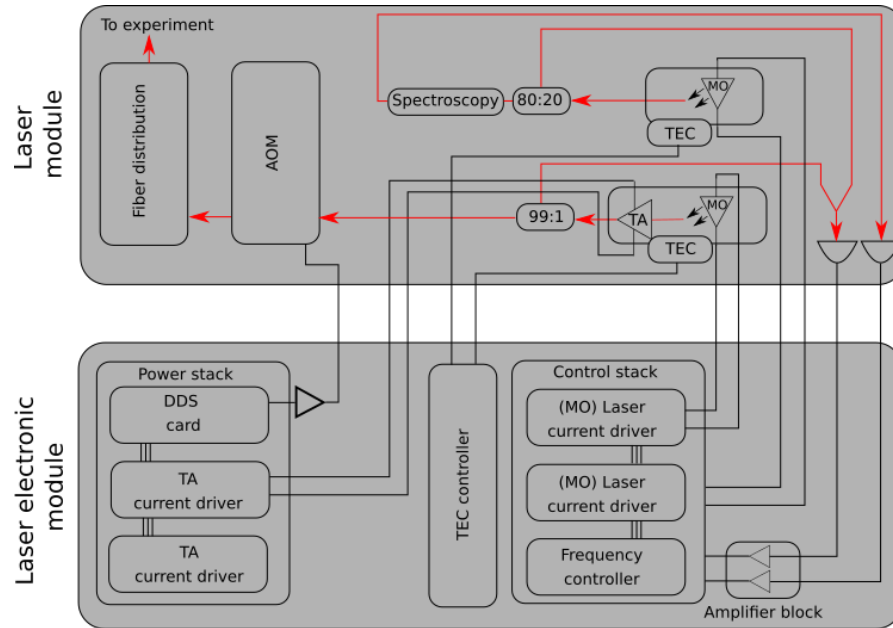 To experiment
Laser
module
Fiber distribution
AOM
Spectroscopy
80:20
MO
TEC
99:1
TA
MO
TEC
Laser electronic
module
Power stack
DDS
card
TA
current driver
TA
current driver
TEC controller
Control stack
(MO) Laser
current driver
(MO) Laser
current driver
Frequency
controller
Amplifier block